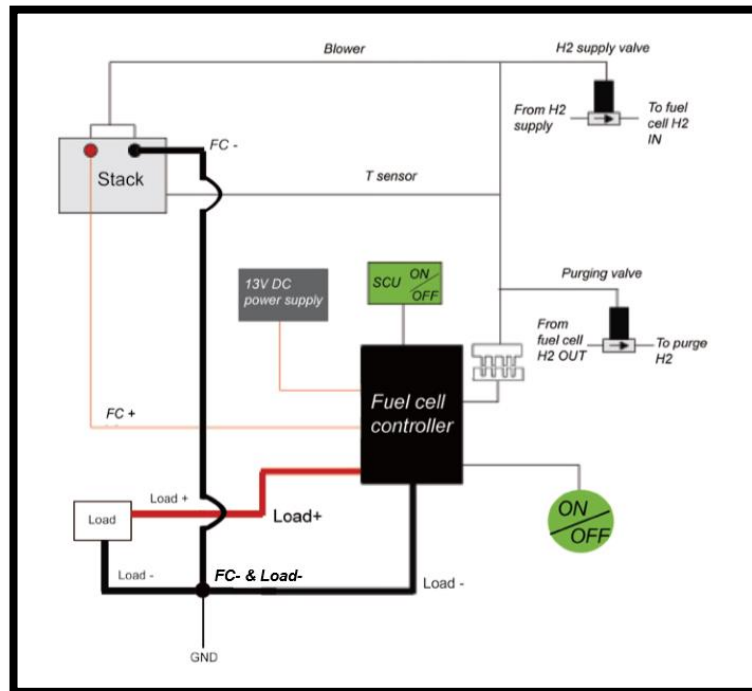 Blower
H2 supply valve
From H2
supply
To fuel
cell H2
IN
FC -
Stack
T sensor
13V DC
power supply
SCU ON
OFF
Purging valve
From
fuel cell
H2 OUT
To purge
H2
Fuel cell
controller
FC +
Load +
Load+
Load
ON
OFF
Load -
FC- & Load-
Load -
GND